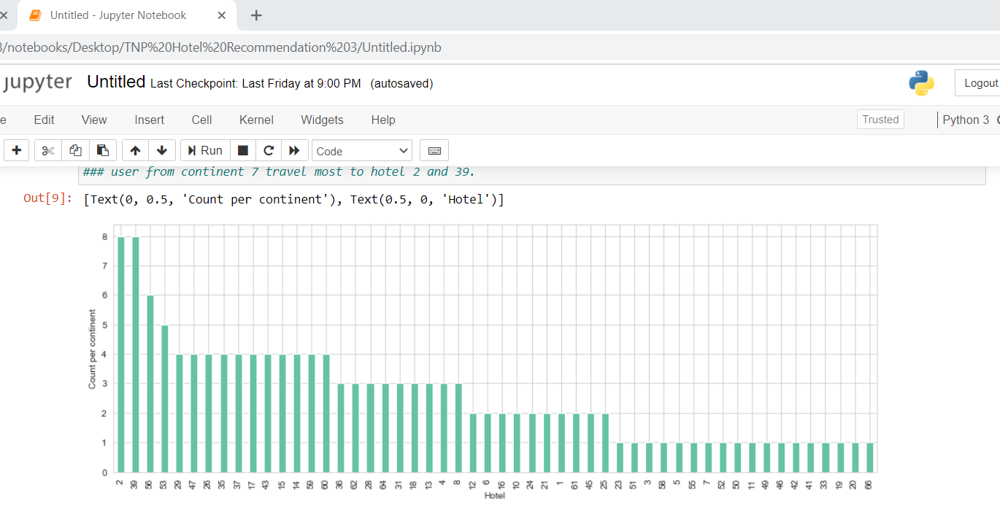 Untitled - Jupyter Notebook
/notebooks/Desktop/TNP%20Hotel%20Recommendation%203/Untitled.ipynb
jupyter Untitled Last Checkpoint: Last Friday at 9:00 PM (autosaved)
Logout
e Edit View Insert Cell Kernel Widgets Help
Trusted
Python 3
Run
Code
### user from continent 7 travel most to hotel 2 and 39.
Out[9]: [Text(0, 0.5, 'Count per continent'), Text(0.5, 0, 'Hotel')]
8
7
6
5
4
3
2
1
0
Count per continent
2 39 56 53 29 47 26 35 37 17 43 15 14 59 60 36 62 28 64 31 18 13 4 8 12 6 16 10 24 21 1 61 45 25 23 51 3 58 5 55 7 52 50 11 49 46 42 41 33 19 20 66
Hotel